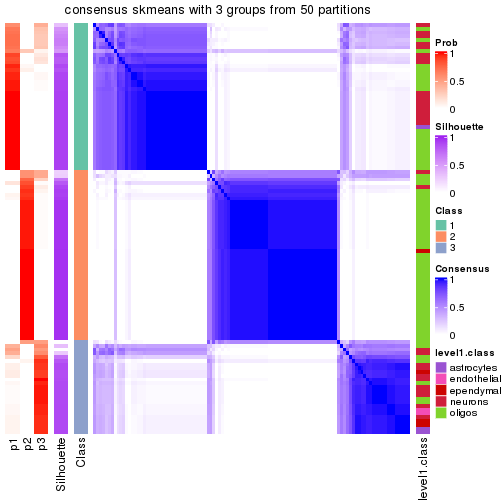 consensus skmeans with 3 groups from 50 partitions
Prob
1
0.5
0
Silhouette
1
0.5
0
Class
1
2
3
Consensus
1
0.5
0
level1.class
astrocytes
endothelial
ependymal
neurons
oligos
p1
p2
p3
Silhouette
Class
level1.class